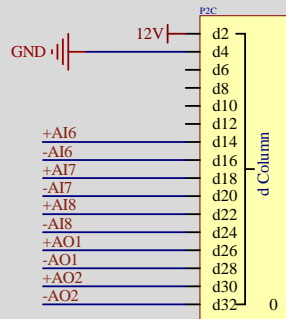 P2C
12V d2
GND d4
d6
d8
d10
d12
+AI6 d14
-AI6 d16
+AI7 d18
-AI7 d20
+AI8 d22
-AI8 d24
+AO1 d26
-AO1 d28
+AO2 d30
-AO2 d32 0
d Column